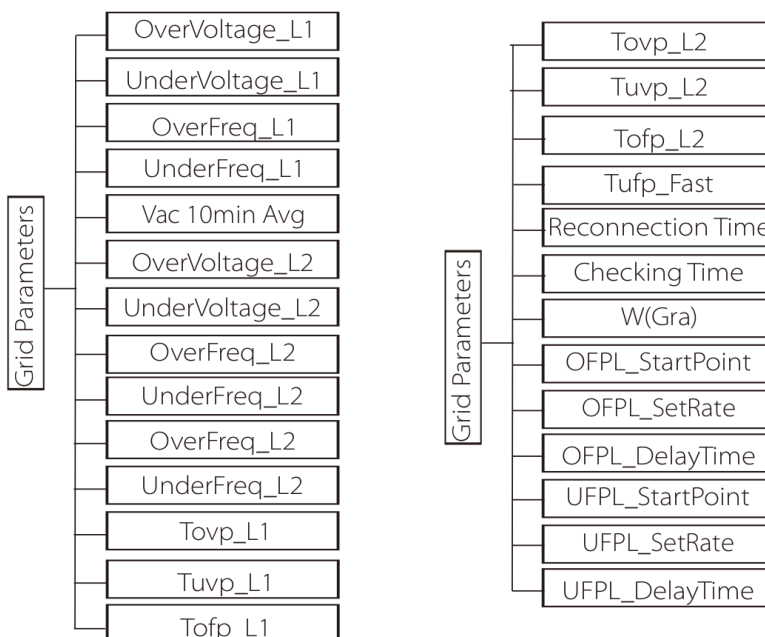 Grid Parameters
OverVoltage_L1
UnderVoltage_L1
OverFreq_L1
UnderFreq_L1
Vac 10min Avg
OverVoltage_L2
UnderVoltage_L2
OverFreq_L2
UnderFreq_L2
OverFreq_L2
UnderFreq_L2
Tovp_L1
Tuvp_L1
Tofp_L1
Grid Parameters
Tovp_L2
Tuvp_L2
Tofp_L2
Tufp_Fast
Reconnection Time
Checking Time
W(Gra)
OFPL_StartPoint
OFPL_SetRate
OFPL_DelayTime
UFPL_StartPoint
UFPL_SetRate
UFPL_DelayTime